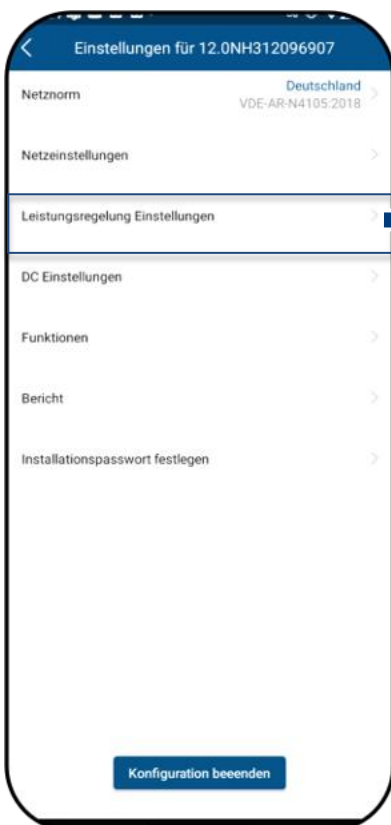 Einstellungen für 12.0NH312096907
Netznorm
Deutschland
VDE-AR-N4105:2018
Netzeinstellungen
Leistungsregelung Einstellungen
DC Einstellungen
Funktionen
Bericht
Installationspasswort festlegen
Konfiguration beeenden